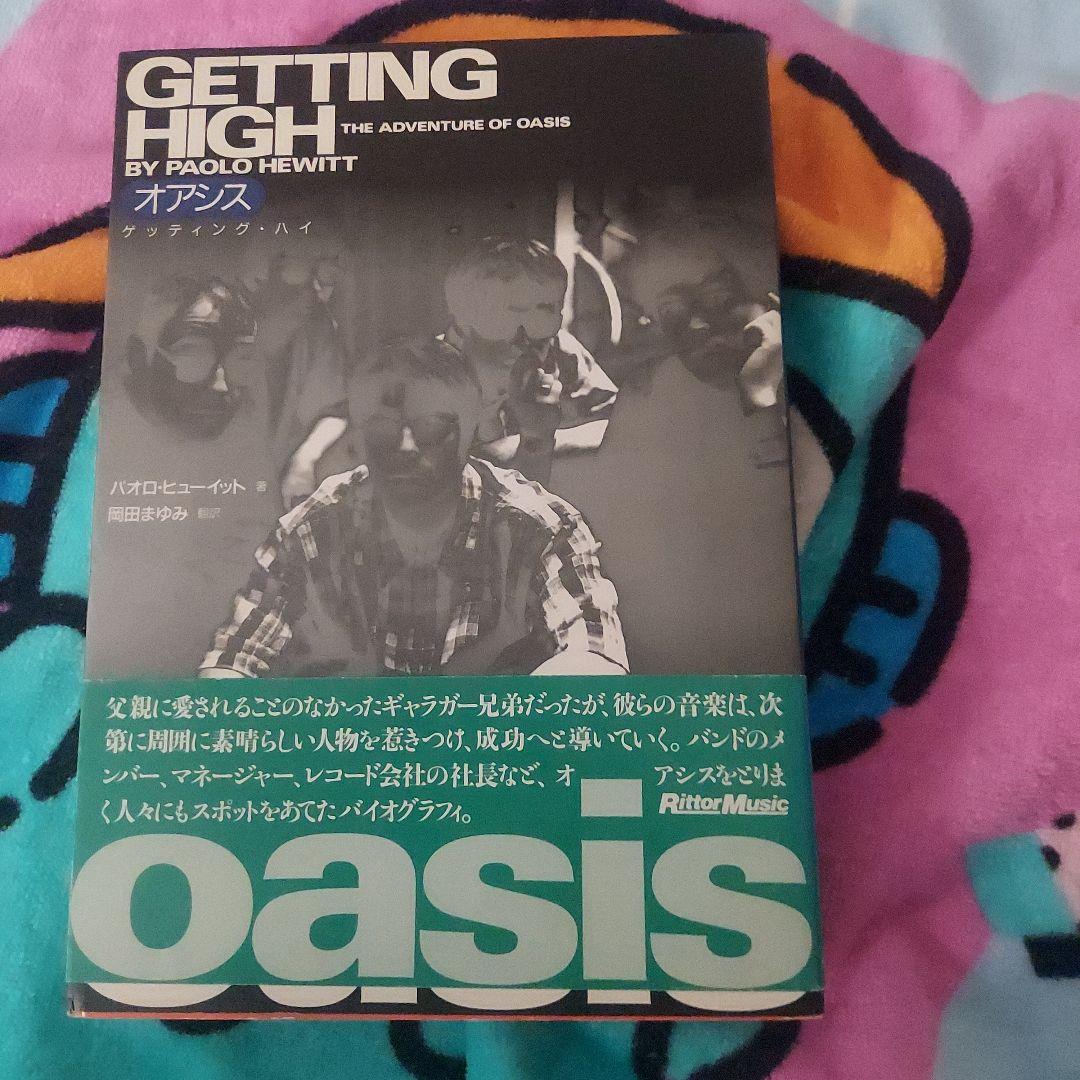 GETTING
HIGH THE ADVENTURE OF OASIS
BY PAOLO HEWITT
オアシス
ゲッティング・ハイ
パオロ・ヒューイット 著
岡田まゆみ 翻訳
父親に愛されることのなかったギャラガー兄弟だったが、彼らの音楽は、次
第に周囲に素晴らしい人物を惹きつけ、成功へと導いていく。バンドのメ
ンバー、マネージャー、レコード会社の社長など、オアシスをとりま
く人々にもスポットをあてたバイオグラフィ。
RittorMusic
oasis